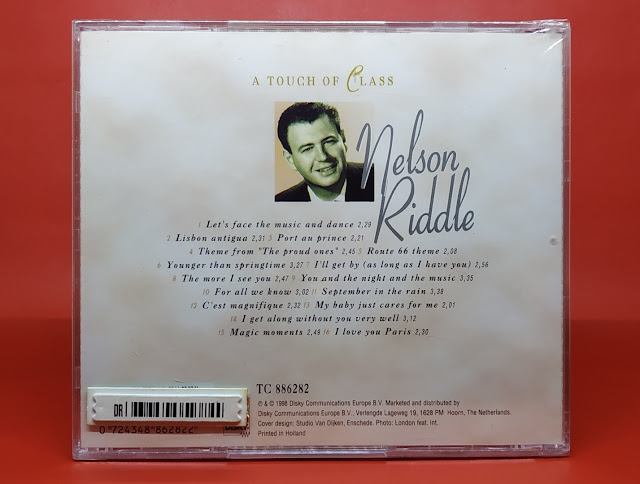 A TOUCH OF CLASS
Nelson
Riddle
1 Let's face the music and dance 2,29
2 Lisbon antigua 2,31 3 Port au prince 2,21
4 Theme from "The proud ones" 2,45 5 Route 66 theme 2,08
6 Younger than springtime 3,27 7 I'll get by (as long as I have you) 2,56
8 The more I see you 2,47 9 You and the night and the music 3,35
10 For all we know 3,02 11 September in the rain 3,38
12 C'est magnifique 2,32 13 My baby just cares for me 2,01
14 I get along without you very well 3,12
15 Magic moments 2,49 16 I love you Paris 2,30
TC 886282
℗ & © 1998 Disky Communications Europe B.V. Marketed and distributed by
Disky Communications Europe B.V., Verlengde Lageweg 19, 1628 PM Hoorn, The Netherlands.
Cover design: Studio Van Dijken, Enschede. Photo: London feat. Int.
Printed in Holland
DR
0 724348 862822